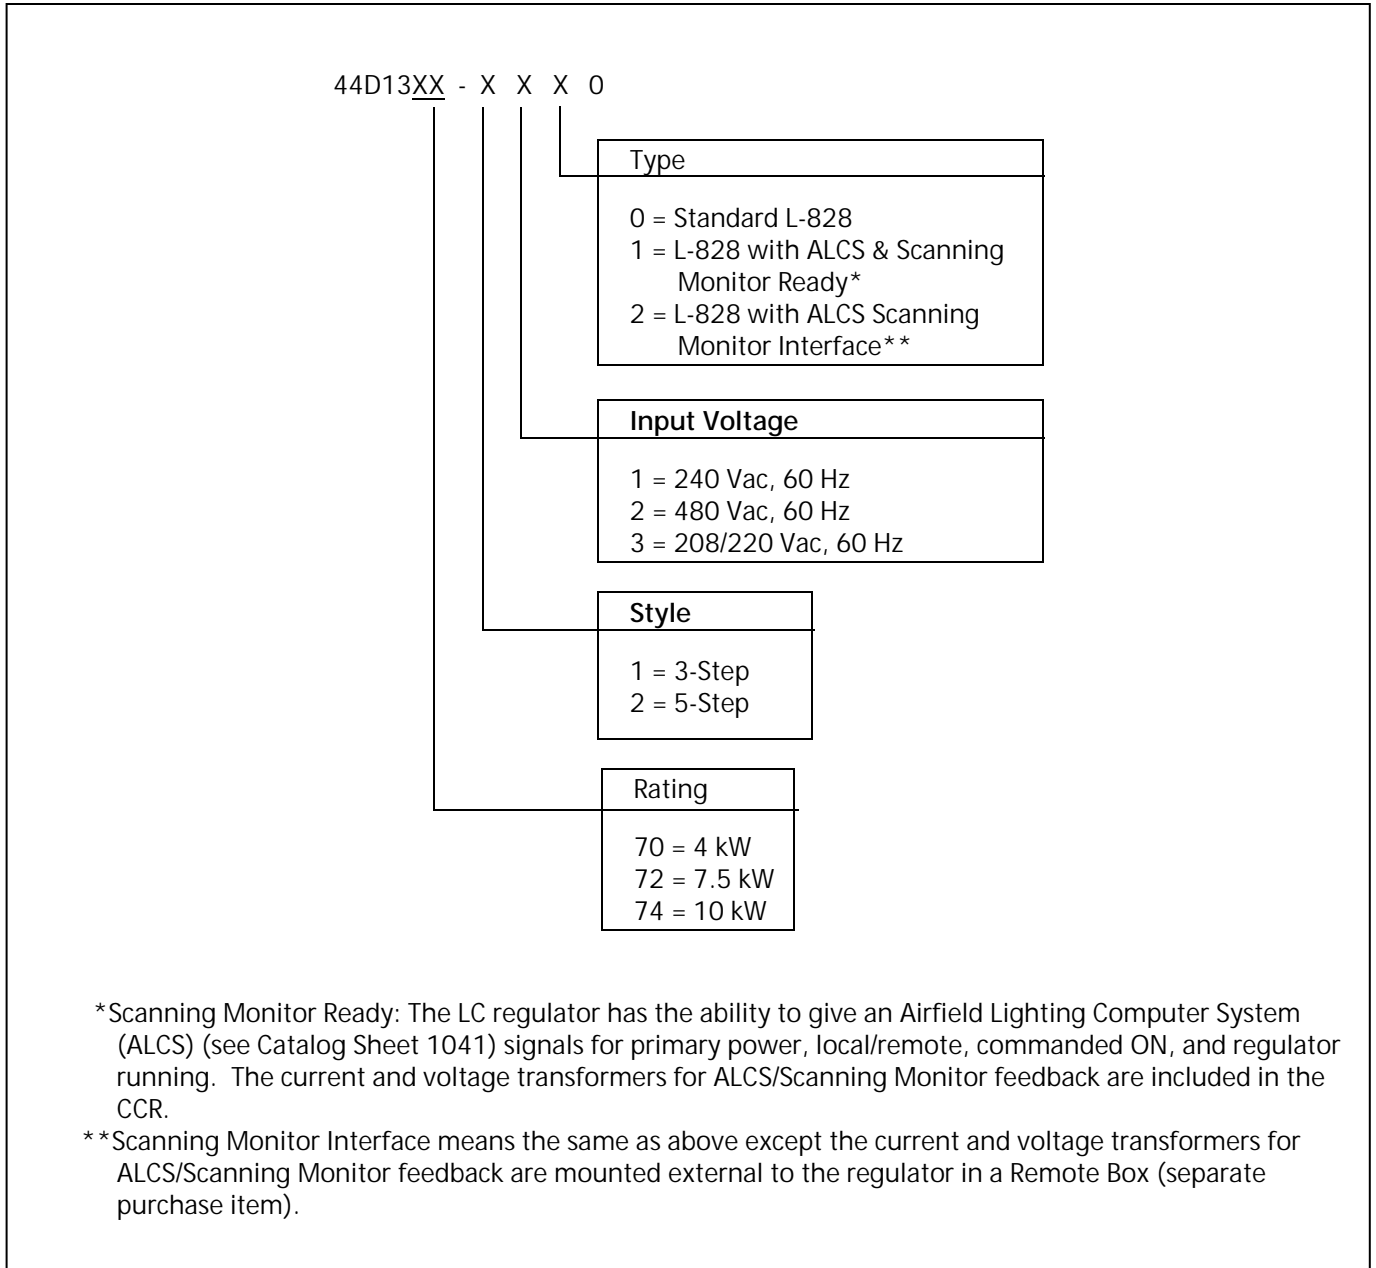 44D13XX - X X X 0
Type
0 = Standard L-828
1 = L-828 with ALCS & Scanning
Monitor Ready*
2 = L-828 with ALCS Scanning
Monitor Interface**
Input Voltage
1 = 240 Vac, 60 Hz
2 = 480 Vac, 60 Hz
3 = 208/220 Vac, 60 Hz
Style
1 = 3-Step
2 = 5-Step
Rating
70 = 4 kW
72 = 7.5 kW
74 = 10 kW
*Scanning Monitor Ready: The LC regulator has the ability to give an Airfield Lighting Computer System
(ALCS) (see Catalog Sheet 1041) signals for primary power, local/remote, commanded ON, and regulator
running. The current and voltage transformers for ALCS/Scanning Monitor feedback are included in the
CCR.
**Scanning Monitor Interface means the same as above except the current and voltage transformers for
ALCS/Scanning Monitor feedback are mounted external to the regulator in a Remote Box (separate
purchase item).